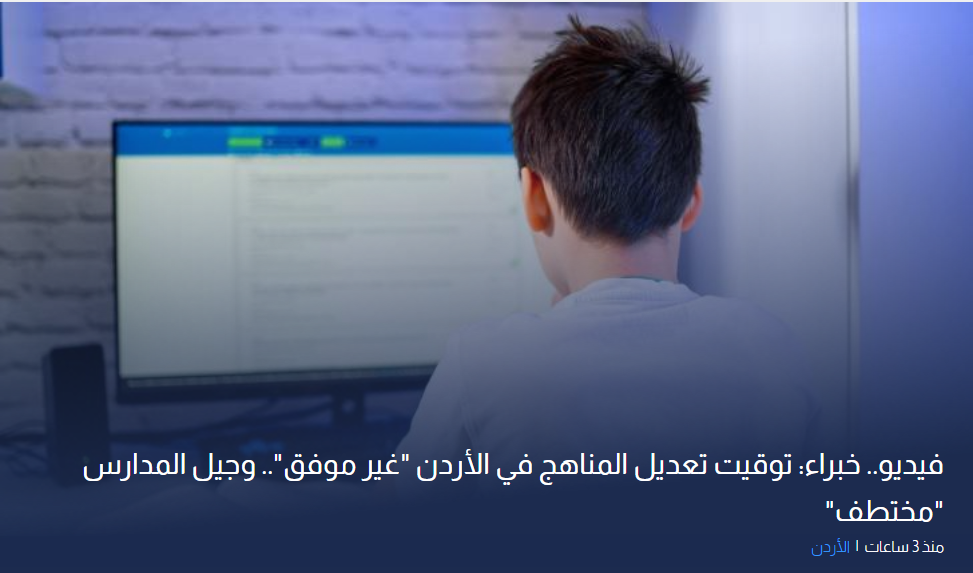 فيديو.. خبراء: توقيت تعديل المناهج في الأردن "غير موفق".. وجيل المدارس
"مختطف"
منذ 3 ساعات | الأردن